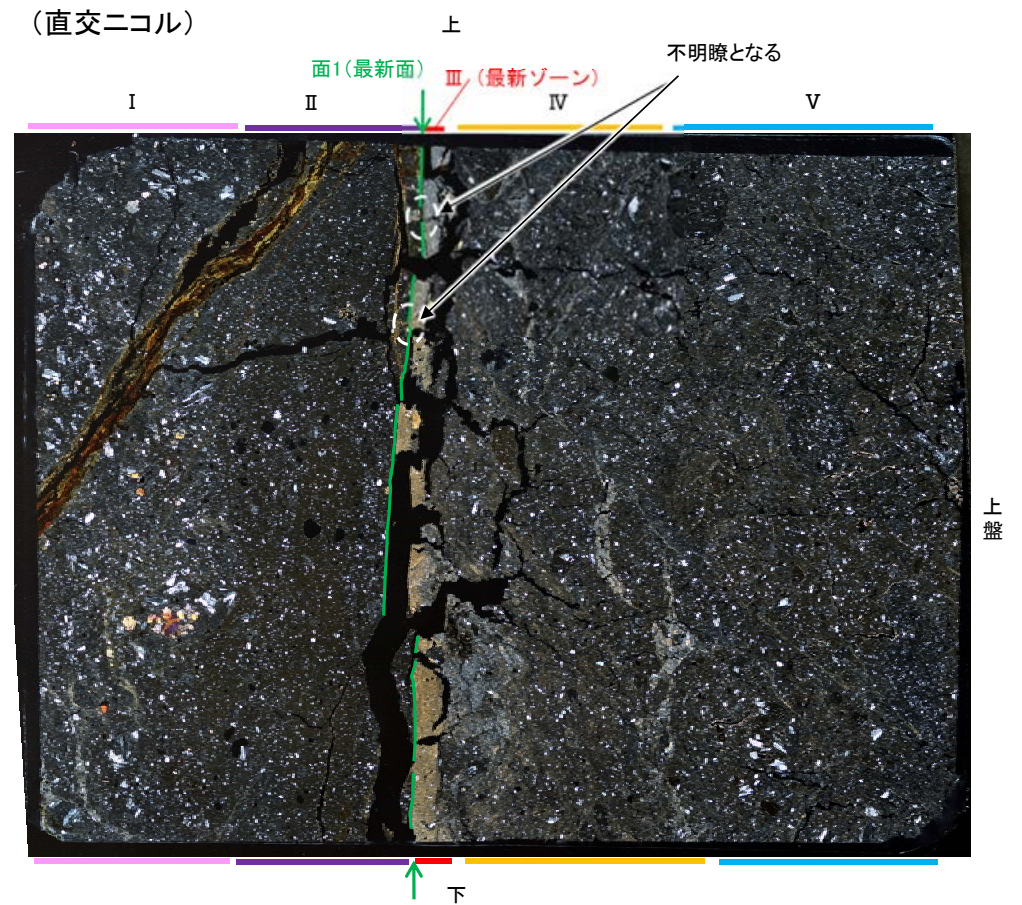 （直交ニコル）
上
不明瞭となる
面1（最新面）
Ⅲ（最新ゾーン）
Ⅰ
Ⅱ
Ⅳ
Ⅴ
上盤
下